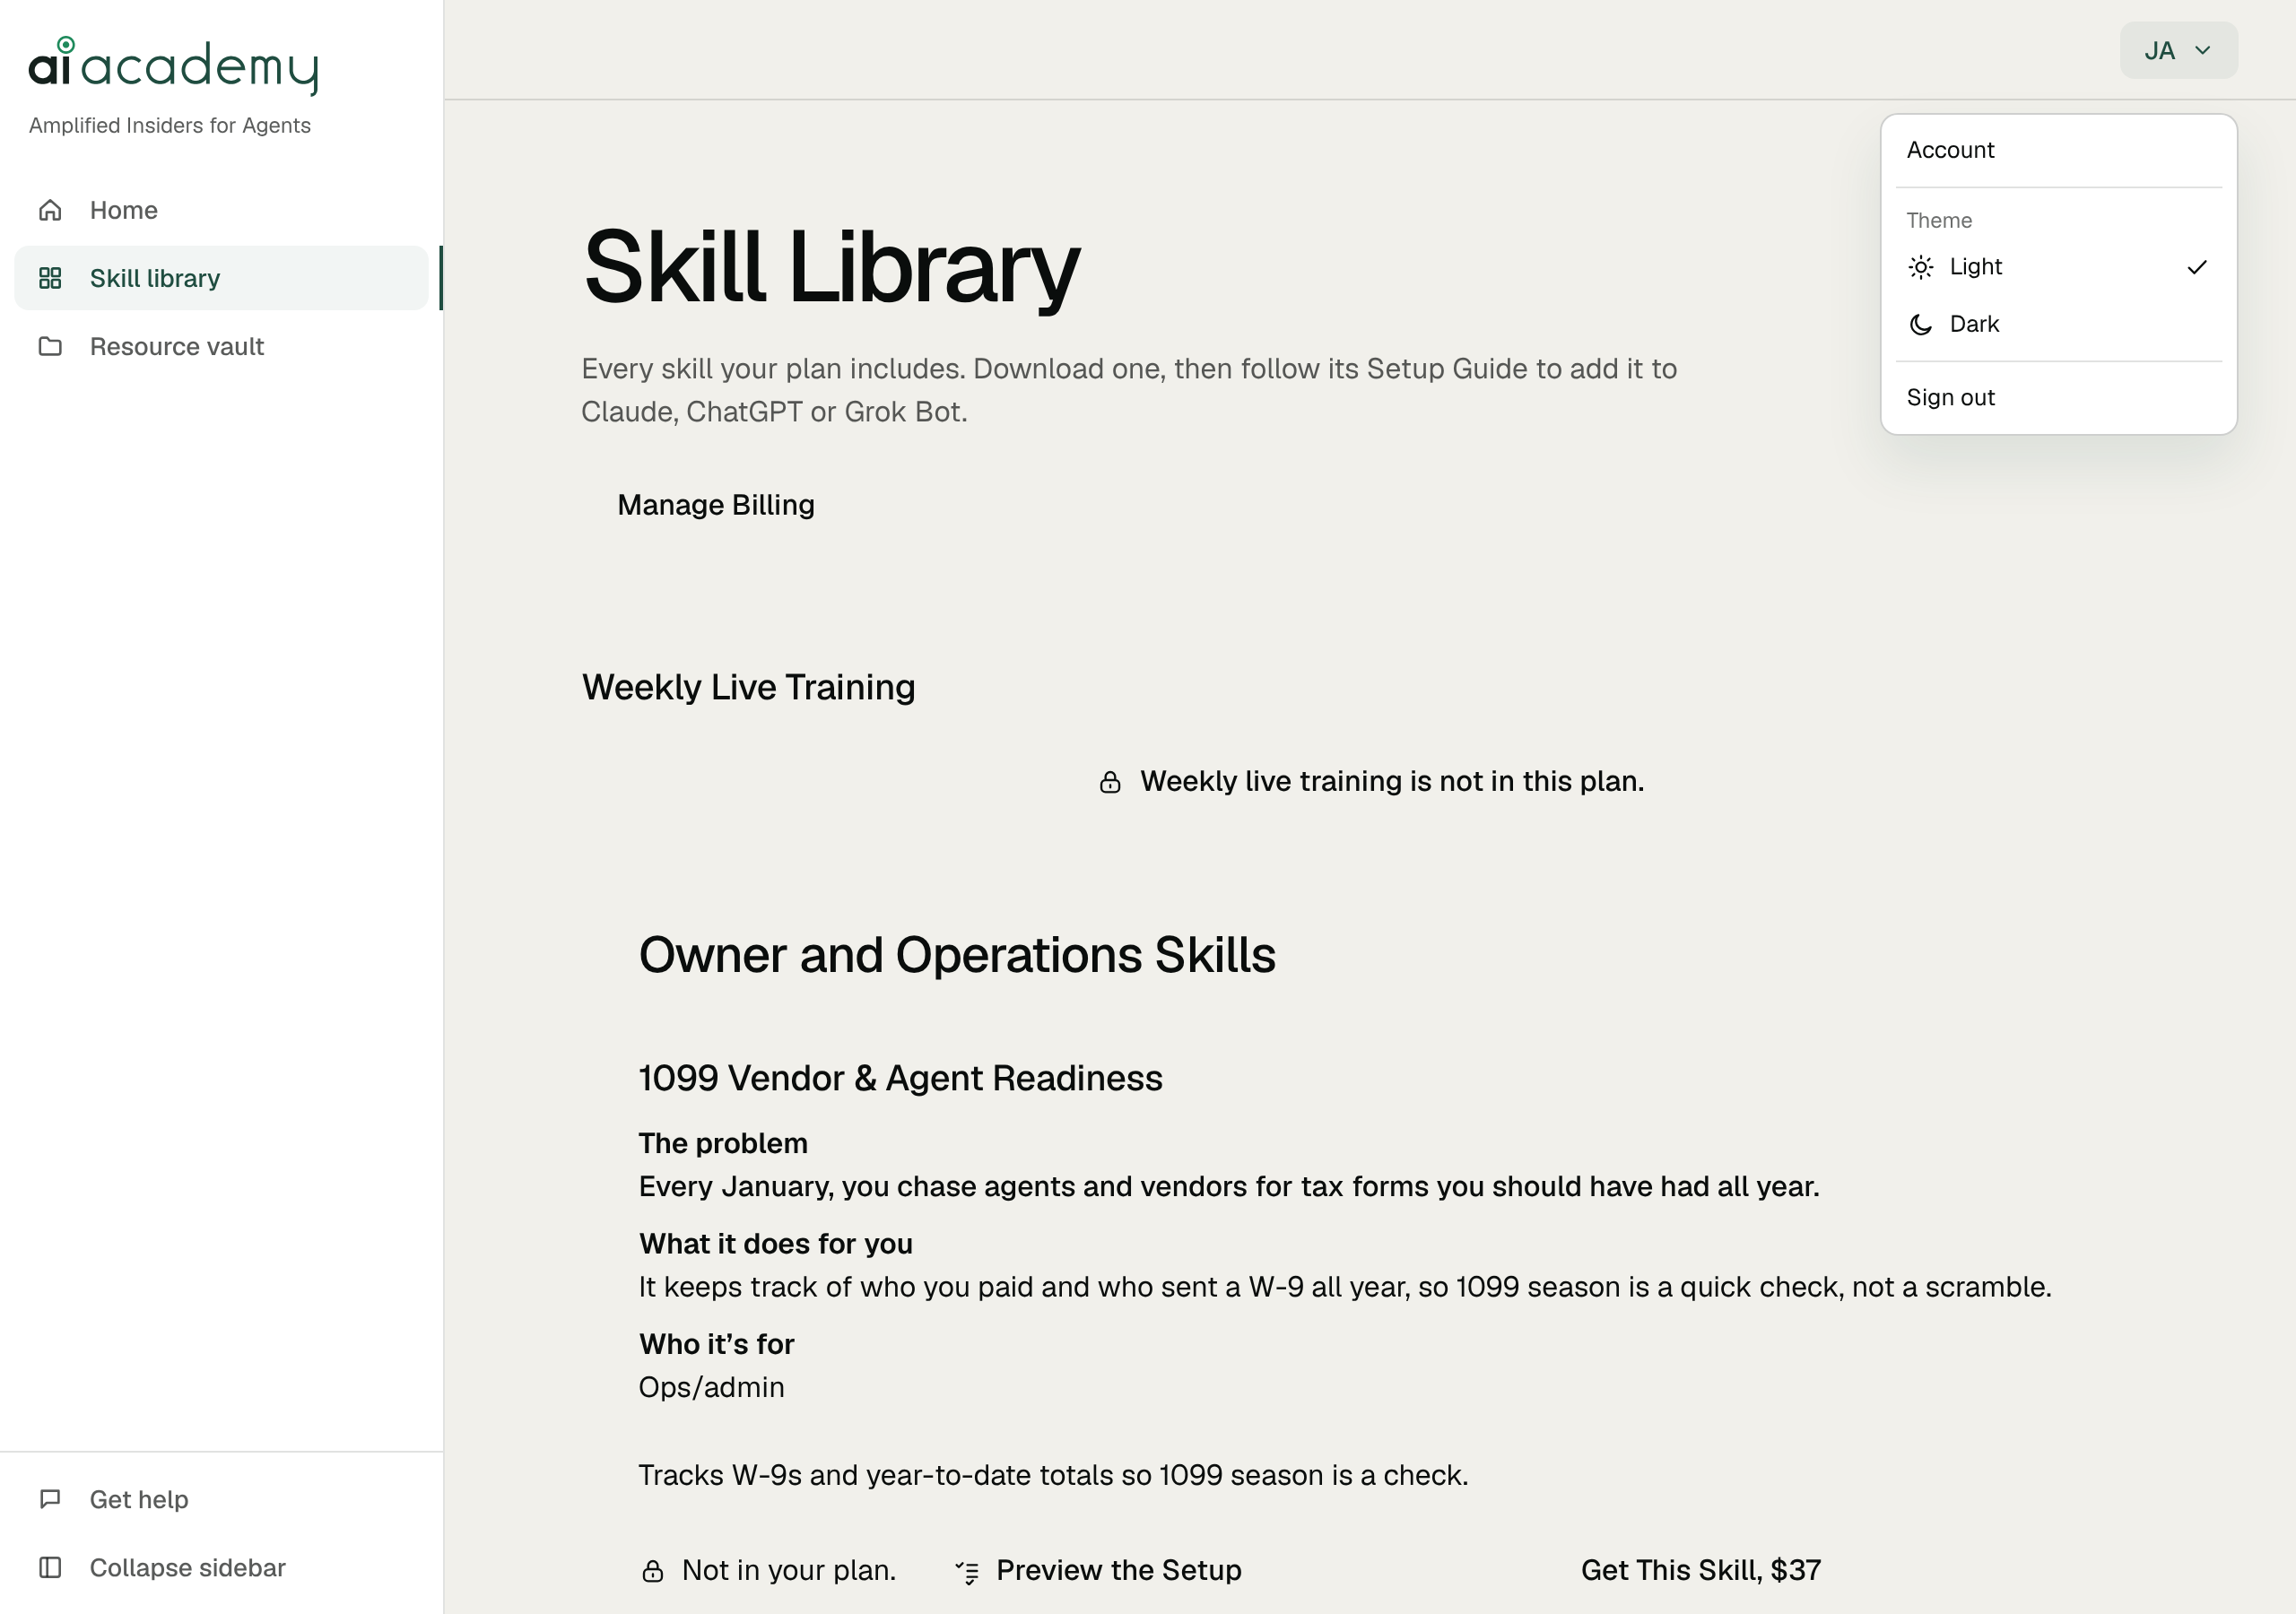 ai academy
Amplified Insiders for Agents
Home
Skill library
Resource vault
Get help
Collapse sidebar
JA
Account
Theme
Light
Dark
Sign out
Skill Library
Every skill your plan includes. Download one, then follow its Setup Guide to add it to
Claude, ChatGPT or Grok Bot.
Manage Billing
Weekly Live Training
Weekly live training is not in this plan.
Owner and Operations Skills
1099 Vendor & Agent Readiness
The problem
Every January, you chase agents and vendors for tax forms you should have had all year.
What it does for you
It keeps track of who you paid and who sent a W-9 all year, so 1099 season is a quick check, not a scramble.
Who it’s for
Ops/admin
Tracks W-9s and year-to-date totals so 1099 season is a check.
Not in your plan.
Preview the Setup
Get This Skill, $37